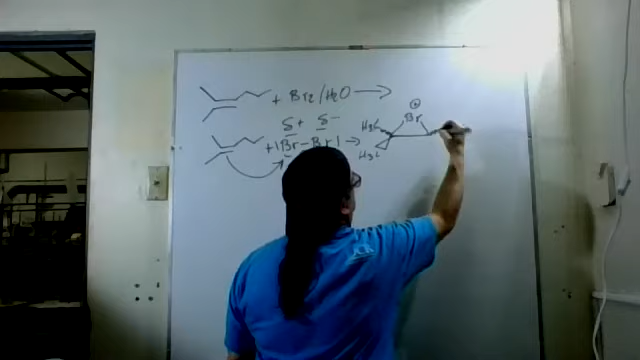 + Br2/H2O →
δ+ δ-
+ Br-Br →
⊕
Br
H3C
H3C